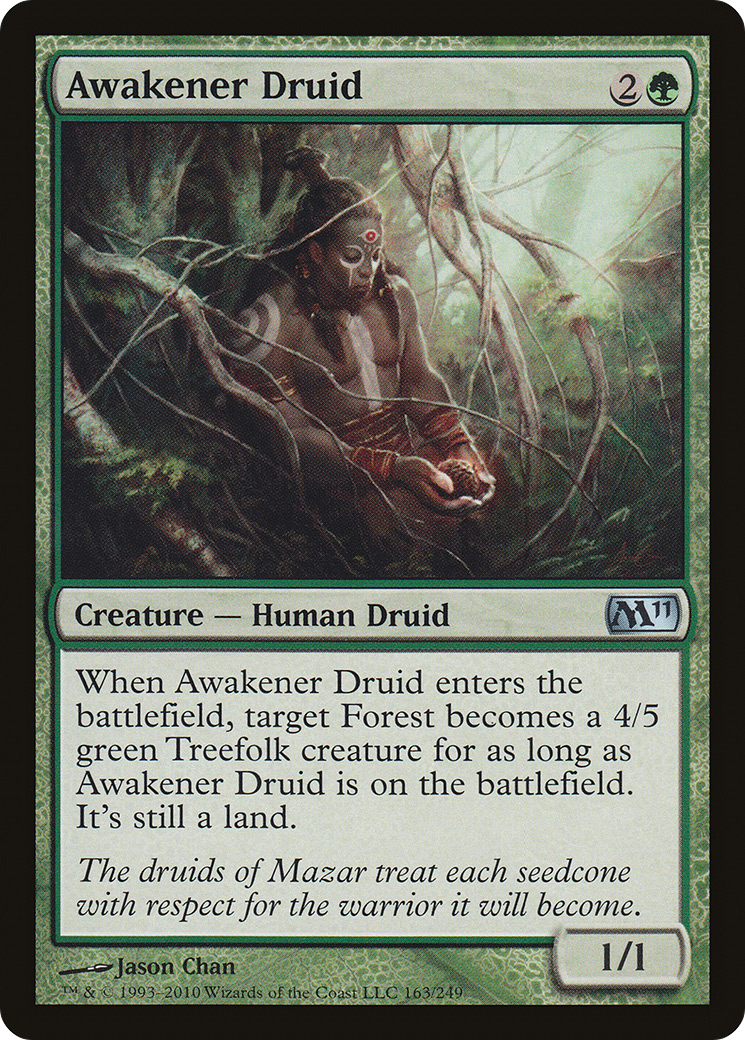 Awakener Druid 2
Creature — Human Druid M11
When Awakener Druid enters the
battlefield, target Forest becomes a 4/5
green Treefolk creature for as long as
Awakener Druid is on the battlefield.
It's still a land.
The druids of Mazar treat each seedcone
with respect for the warrior it will become.
1/1
Jason Chan
™ & © 1993–2010 Wizards of the Coast LLC 163/249